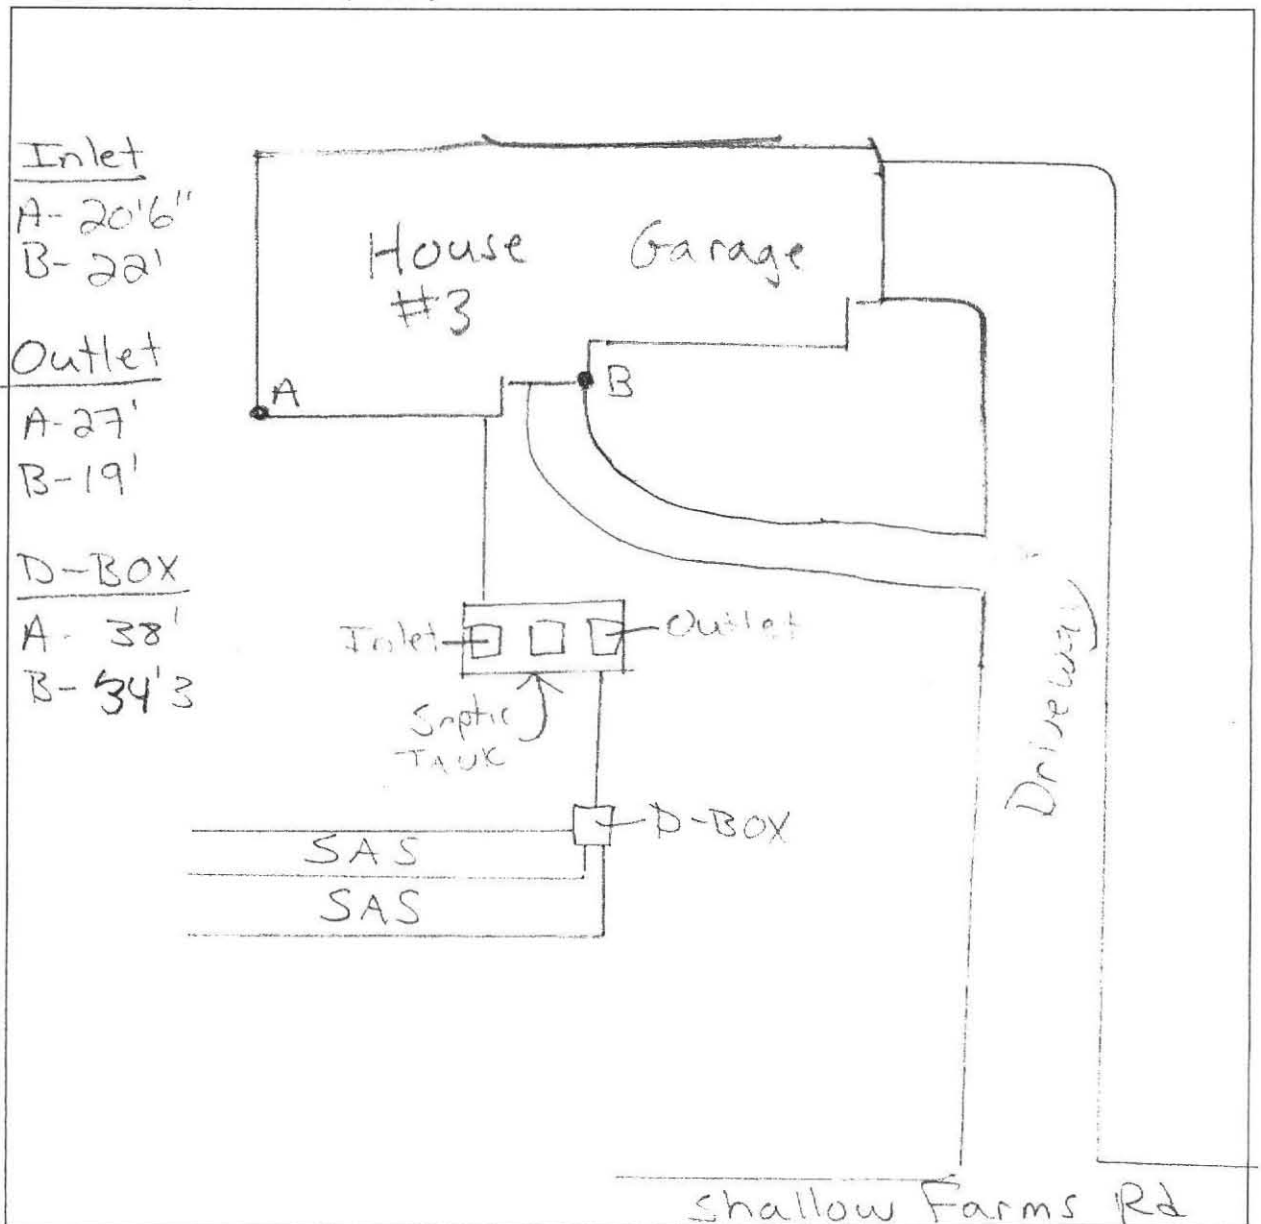 Inlet
A- 20'6"
B- 22'
Outlet
A-27'
B-19'
D-BOX
A- 38'
B- 34'3
House
#3
Garage
A
B
Inlet
Outlet
Septic
TANK
D-BOX
SAS
SAS
Driveway
Shallow Farms Rd